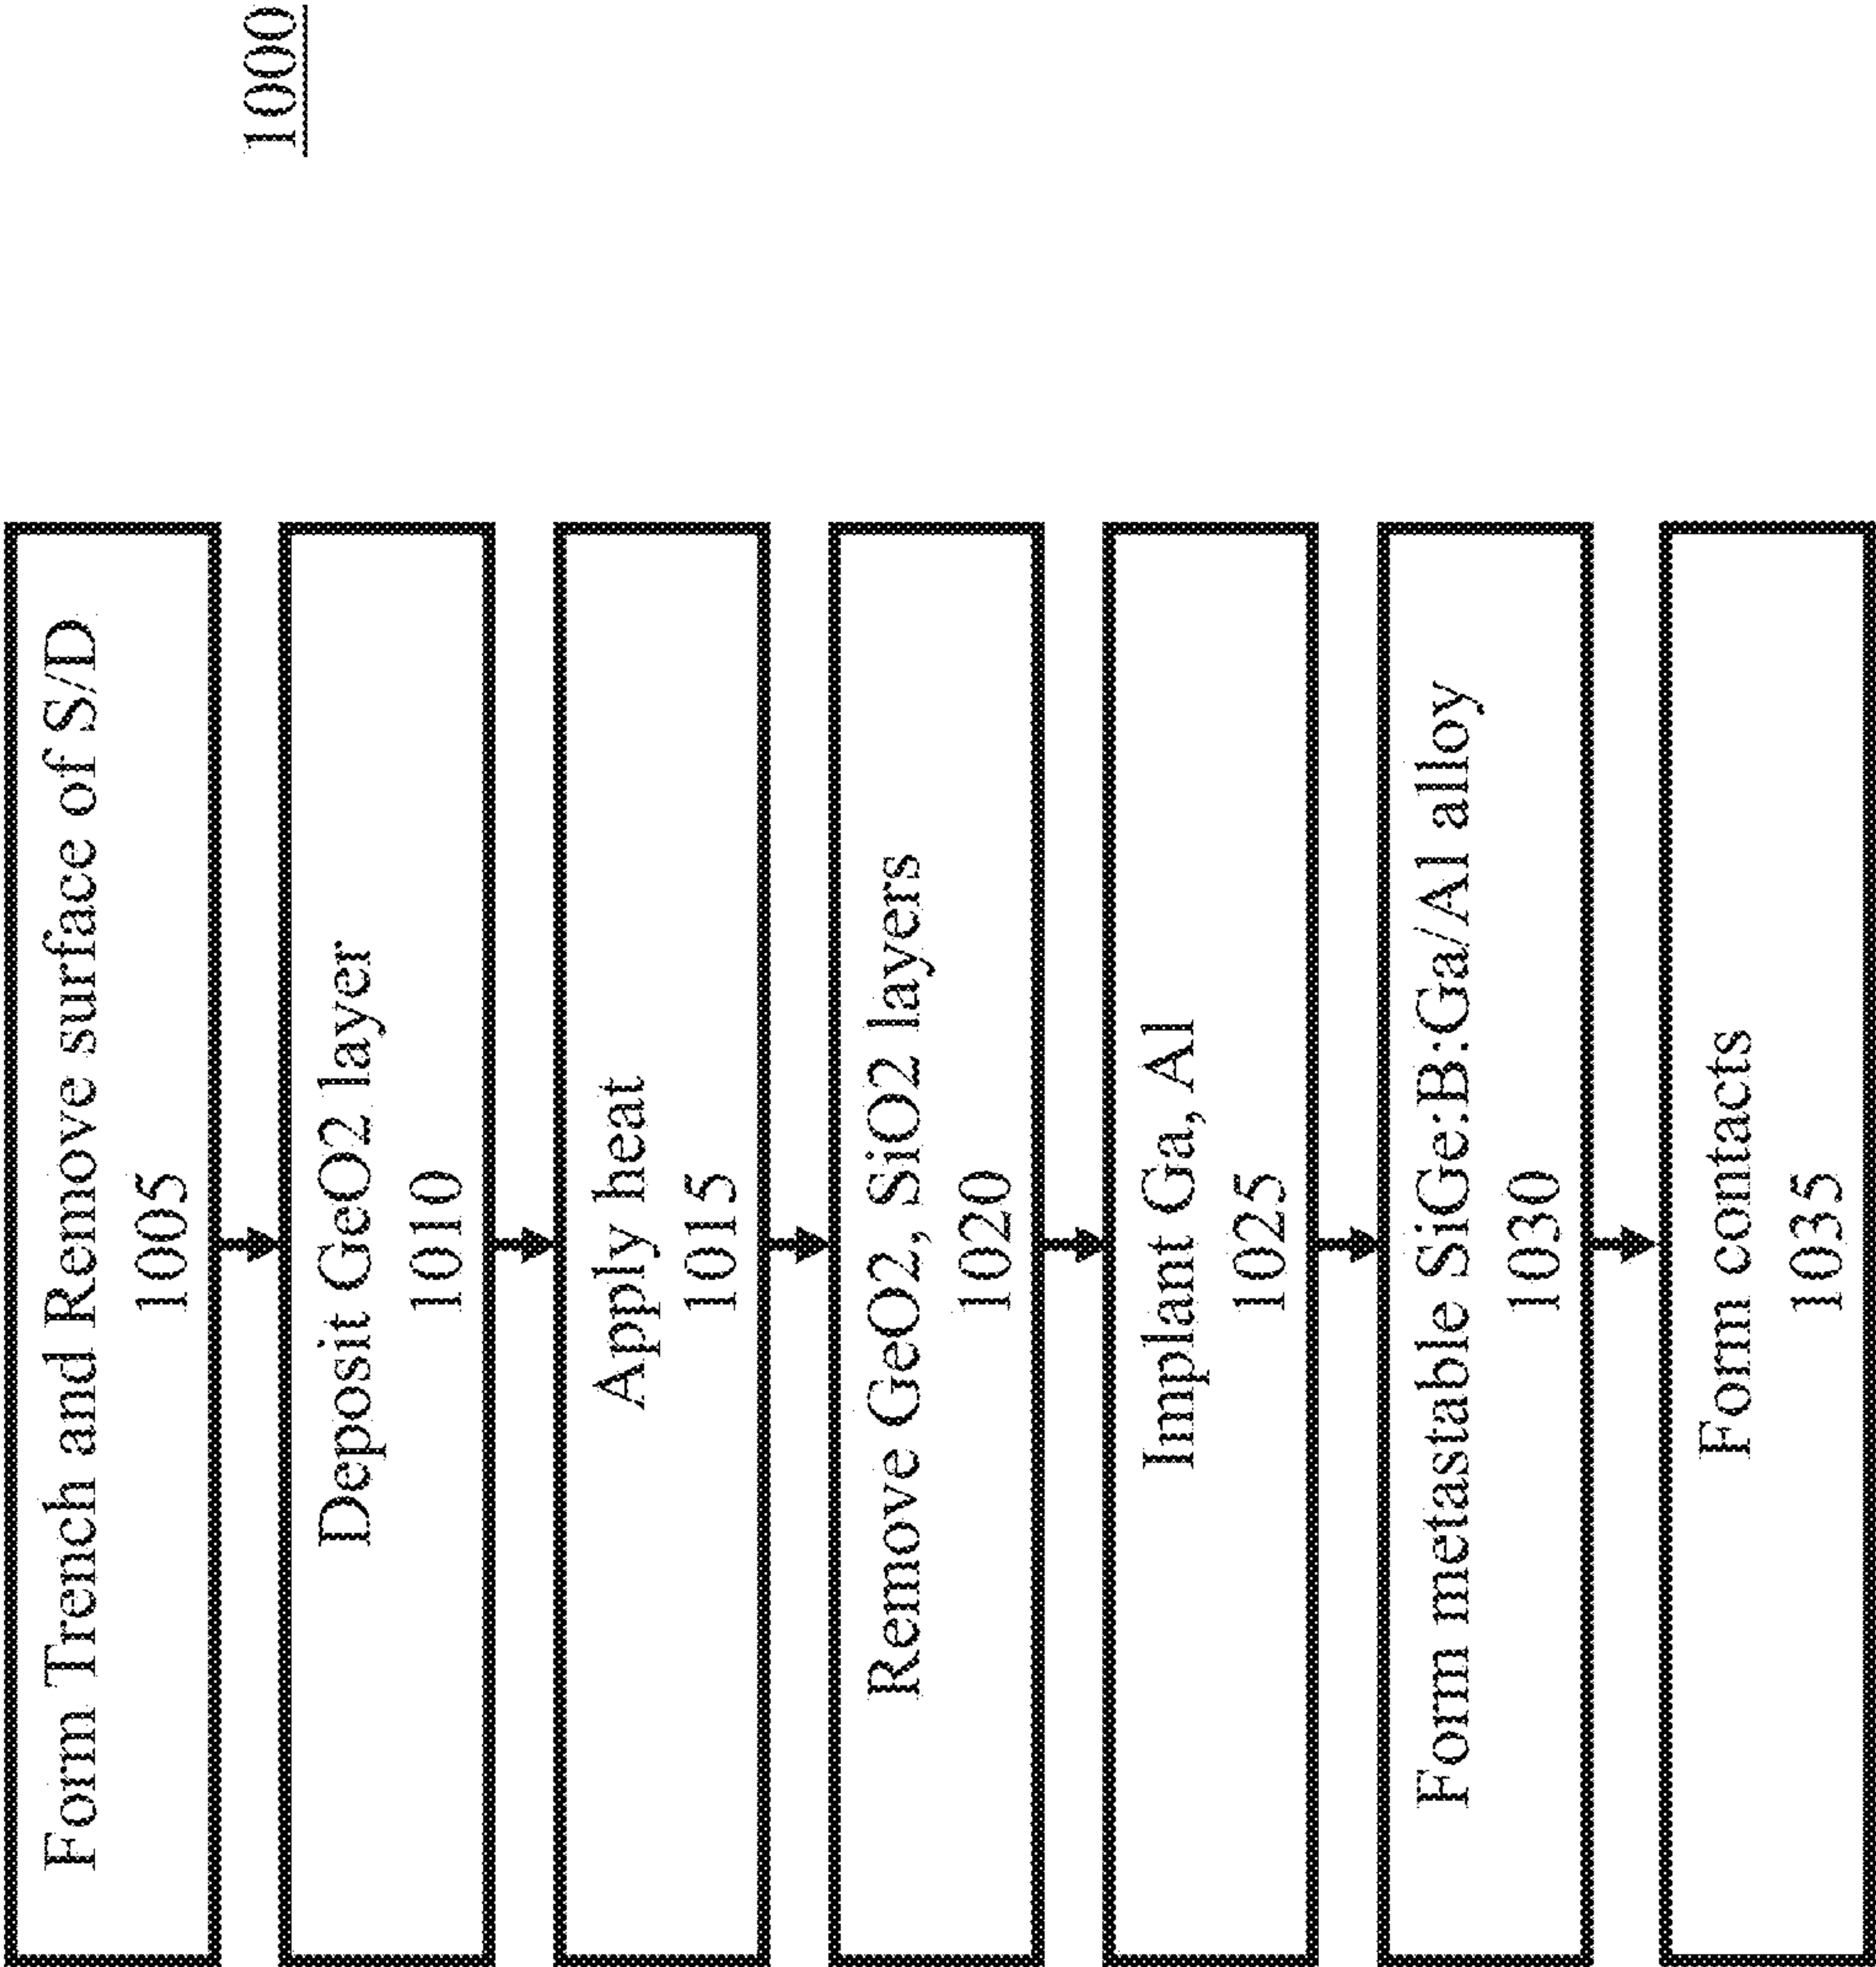 1000
Form Trench and Remove surface of S/D
1005
Deposit GeO2 layer
1010
Apply heat
1015
Remove GeO2, SiO2 layers
1020
Implant Ga, Al
1025
Form metastable SiGe:B:Ga/Al alloy
1030
Form contacts
1035